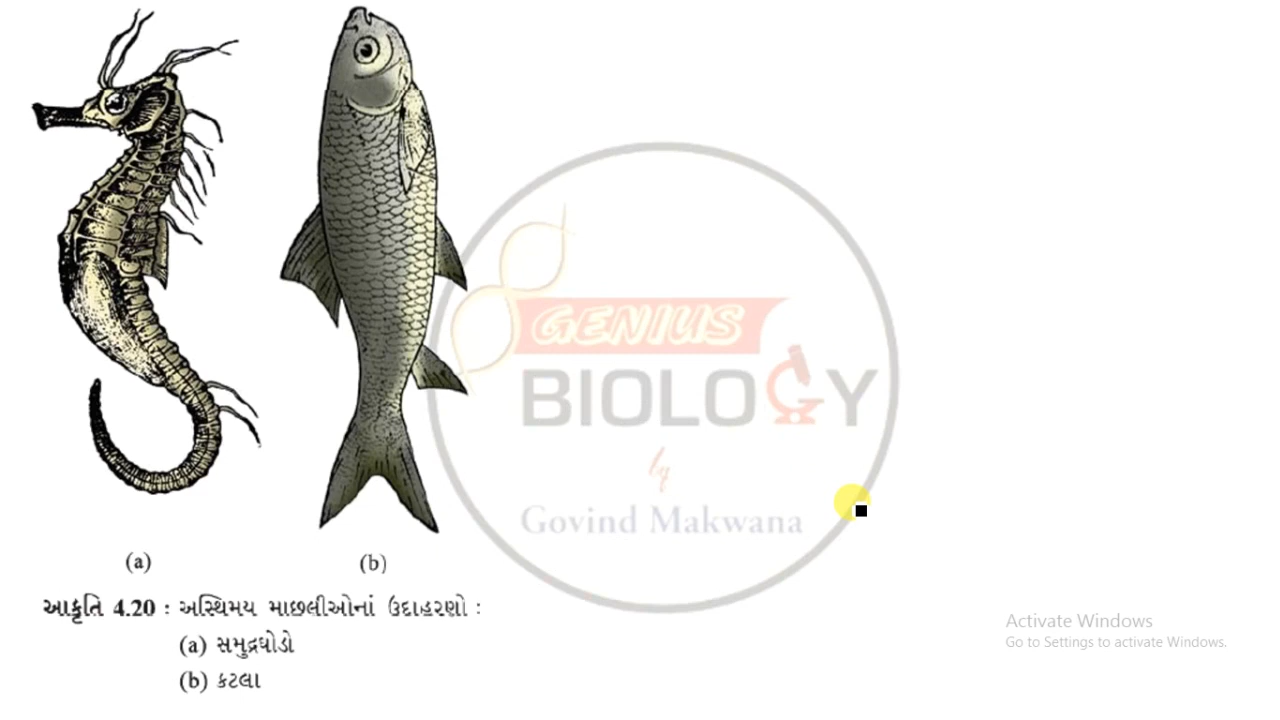 GENIUS
BIOLOGY
by
Govind Makwana
(a) (b)
આકૃતિ 4.20 : અસ્થિમય માછલીઓનાં ઉદાહરણો :
(a) સમુદ્રઘોડો
(b) કટલા
Activate Windows
Go to Settings to activate Windows.